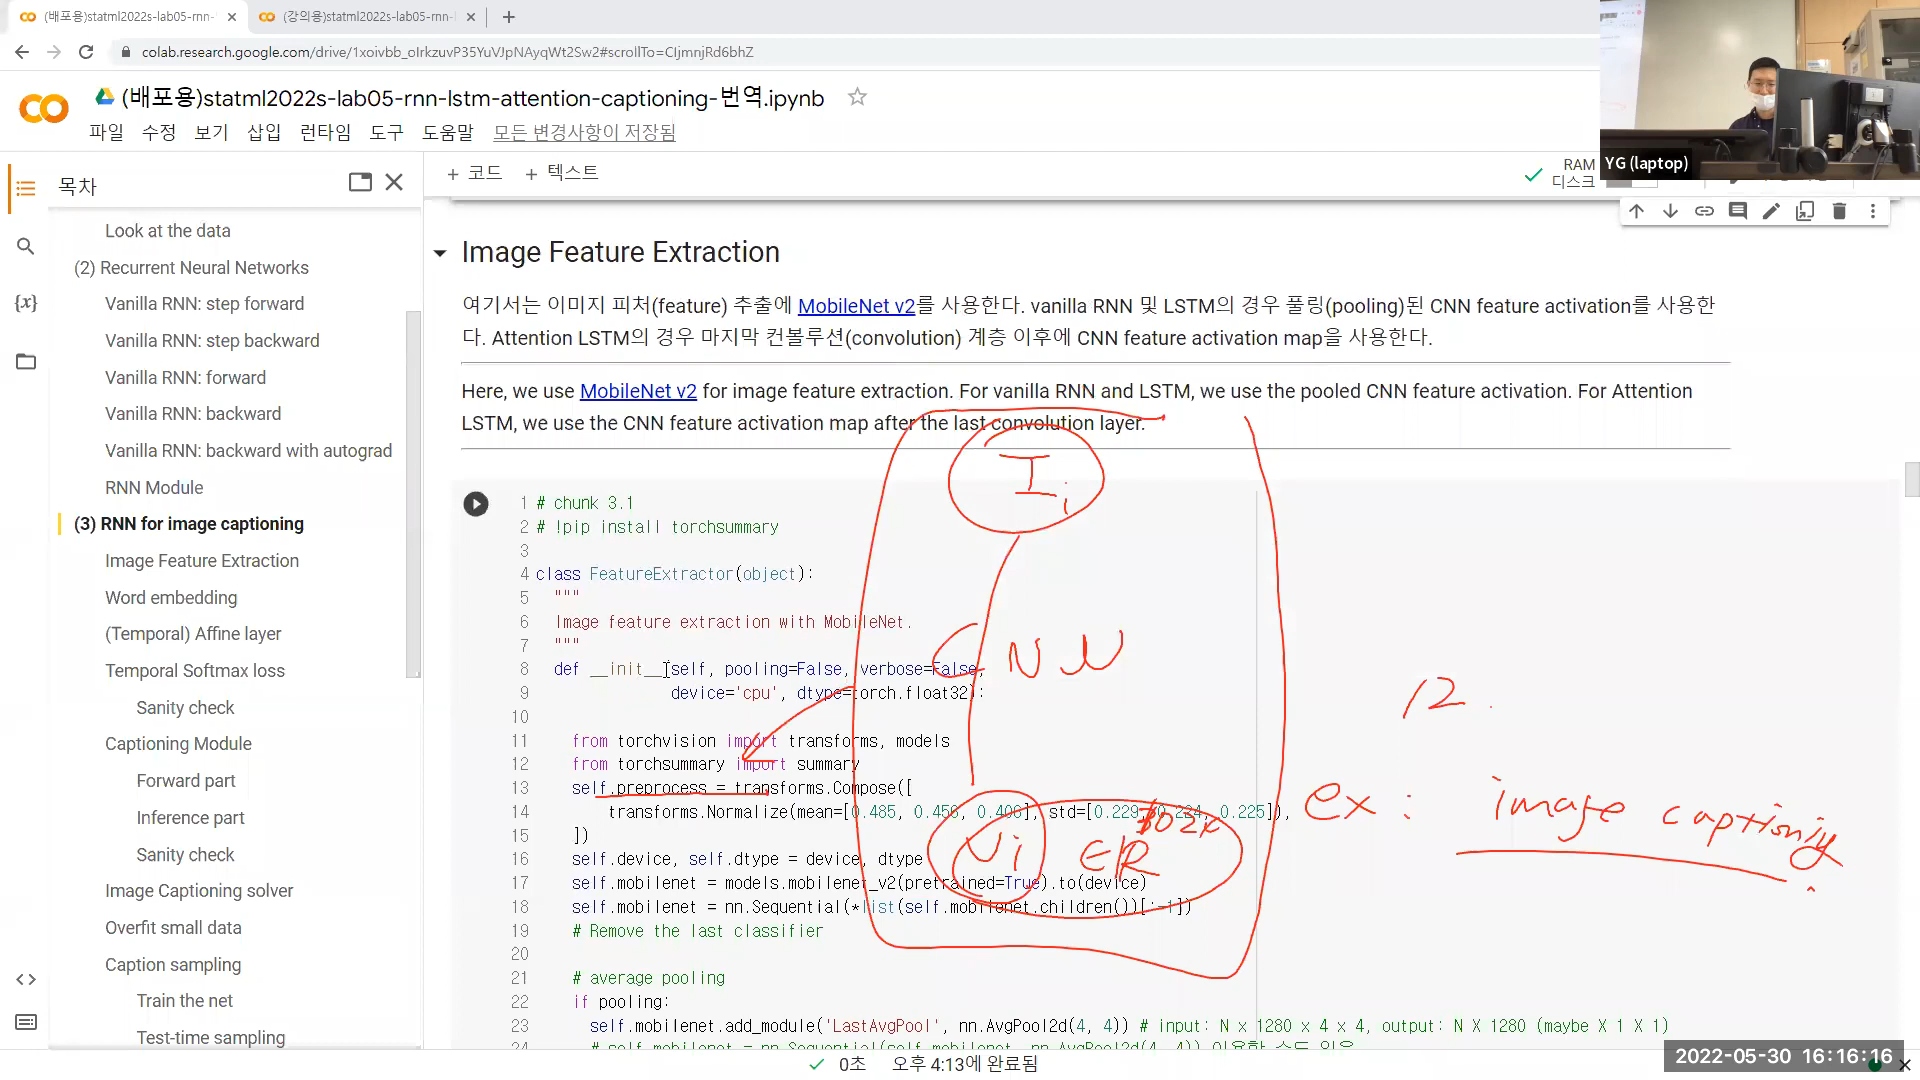 (배포용)statml2022s-lab05-rnn-
(강의용)statml2022s-lab05-rnn-l
colab.research.google.com/drive/1xoivbb_oIrkzuvP35YuVJpNAyqWt2Sw2#scrollTo=CIjmnjRd6bhZ
(배포용)statml2022s-lab05-rnn-lstm-attention-captioning-번역.ipynb
파일 수정 보기 삽입 런타임 도구 도움말 모든 변경사항이 저장됨
YG (laptop)
목차
+ 코드 + 텍스트
RAM
디스크
Look at the data
(2) Recurrent Neural Networks
Vanilla RNN: step forward
Vanilla RNN: step backward
Vanilla RNN: forward
Vanilla RNN: backward
Vanilla RNN: backward with autograd
RNN Module
(3) RNN for image captioning
Image Feature Extraction
Word embedding
(Temporal) Affine layer
Temporal Softmax loss
Sanity check
Captioning Module
Forward part
Inference part
Sanity check
Image Captioning solver
Overfit small data
Caption sampling
Train the net
Test-time sampling
Image Feature Extraction
여기서는 이미지 피처(feature) 추출에 MobileNet v2를 사용한다. vanilla RNN 및 LSTM의 경우 풀링(pooling)된 CNN feature activation를 사용한
다. Attention LSTM의 경우 마지막 컨볼루션(convolution) 계층 이후에 CNN feature activation map을 사용한다.
Here, we use MobileNet v2 for image feature extraction. For vanilla RNN and LSTM, we use the pooled CNN feature activation. For Attention
LSTM, we use the CNN feature activation map after the last convolution layer.
1 # chunk 3.1
2 # !pip install torchsummary
3
4 class FeatureExtractor(object):
5 """
6 Image feature extraction with MobileNet.
7 """
8 def __init__(self, pooling=False, verbose=False,
9 device='cpu', dtype=torch.float32):
10
11 from torchvision import transforms, models
12 from torchsummary import summary
13 self.preprocess = transforms.Compose([
14 transforms.Normalize(mean=[0.485, 0.456, 0.406], std=[0.229, 0.224, 0.225]),
15 ])
16 self.device, self.dtype = device, dtype
17 self.mobilenet = models.mobilenet_v2(pretrained=True).to(device)
18 self.mobilenet = nn.Sequential(*list(self.mobilenet.children())[:-1])
19 # Remove the last classifier
20
21 # average pooling
22 if pooling:
23 self.mobilenet.add_module('LastAvgPool', nn.AvgPool2d(4, 4)) # input: N x 1280 x 4 x 4, output: N X 1280 (maybe X 1 X 1)
24 # self.mobilenet = nn.Sequential(self.mobilenet, nn.AvgPool2d(4, 4)) 이용할 수도 있음
I i
CNN
12.
ex : image captioning
Vi ∈ R
0초 오후 4:13에 완료됨
2022-05-30 16:16:16